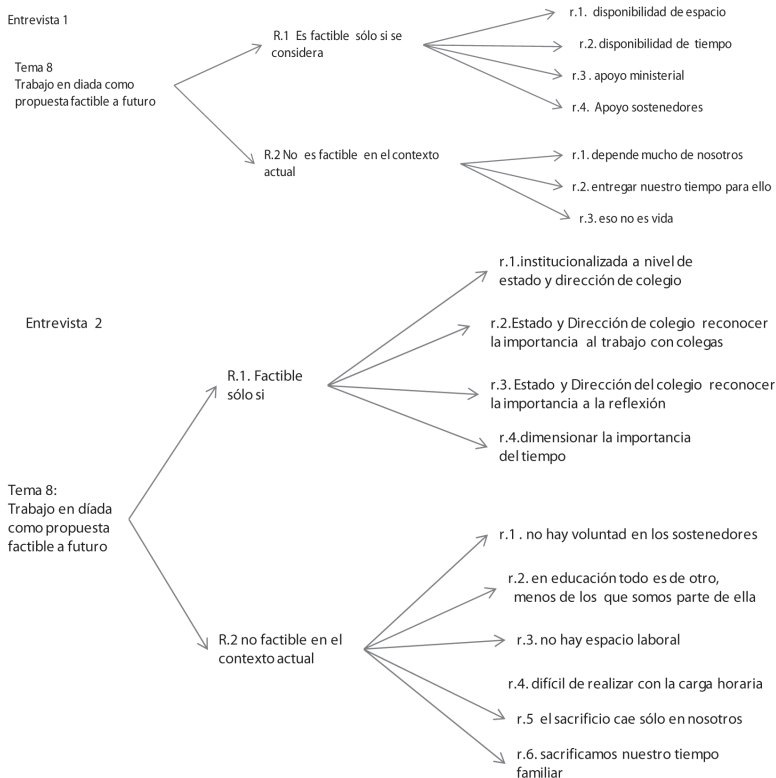 Entrevista 1
Tema 8
Trabajo en diada como
propuesta factible a futuro
R.1 Es factible sólo si se
considera
r.1. disponibilidad de espacio
r.2. disponibilidad de tiempo
r.3 . apoyo ministerial
r.4. Apoyo sostenedores
R.2 No es factible en el contexto
actual
r.1. depende mucho de nosotros
r.2. entregar nuestro tiempo para ello
r.3. eso no es vida
Entrevista 2
Tema 8:
Trabajo en díada
como propuesta
factible a futuro
R.1. Factible
sólo si
r.1.institucionalizada a nivel de
estado y dirección de colegio
r.2.Estado y Dirección de colegio reconocer
la importancia al trabajo con colegas
r.3. Estado y Dirección del colegio reconocer
la importancia a la reflexión
r.4.dimensionar la importancia
del tiempo
R.2 no factible en el
contexto actual
r.1 . no hay voluntad en los sostenedores
r.2. en educación todo es de otro,
menos de los que somos parte de ella
r.3. no hay espacio laboral
r.4. difícil de realizar con la carga horaria
r.5 el sacrificio cae sólo en nosotros
r.6. sacrificamos nuestro tiempo
familiar